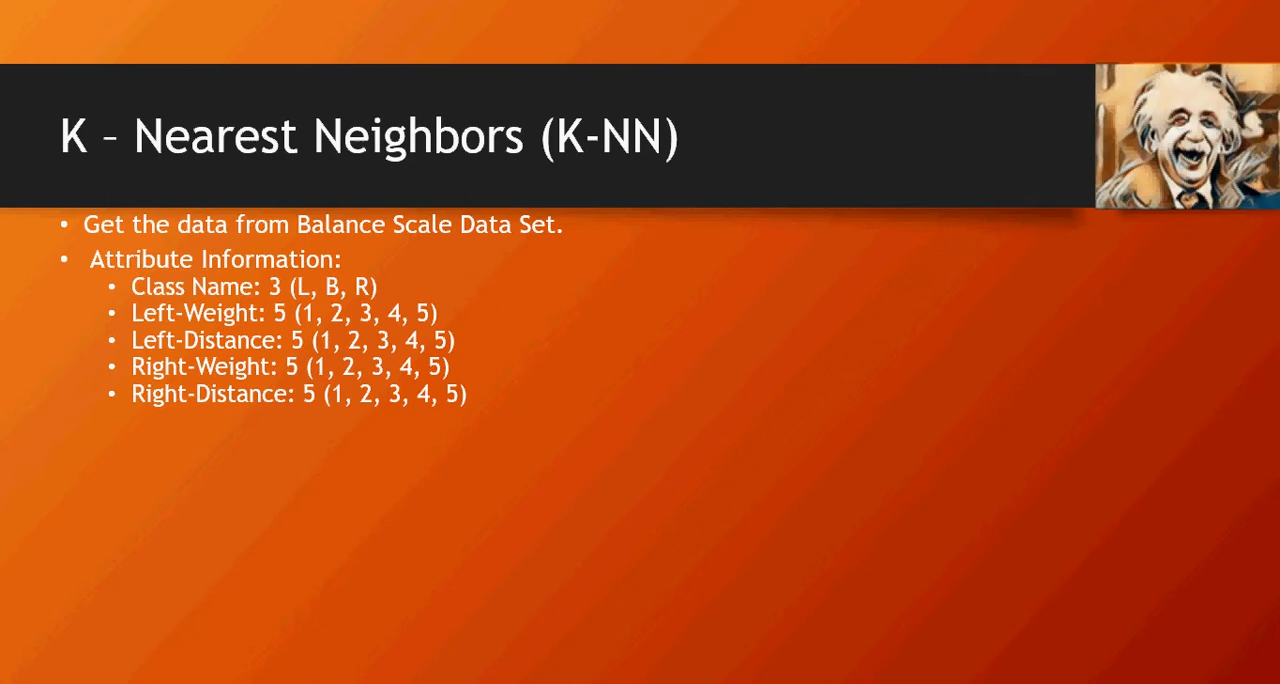 K – Nearest Neighbors (K-NN)
• Get the data from Balance Scale Data Set.
• Attribute Information:
• Class Name: 3 (L, B, R)
• Left-Weight: 5 (1, 2, 3, 4, 5)
• Left-Distance: 5 (1, 2, 3, 4, 5)
• Right-Weight: 5 (1, 2, 3, 4, 5)
• Right-Distance: 5 (1, 2, 3, 4, 5)